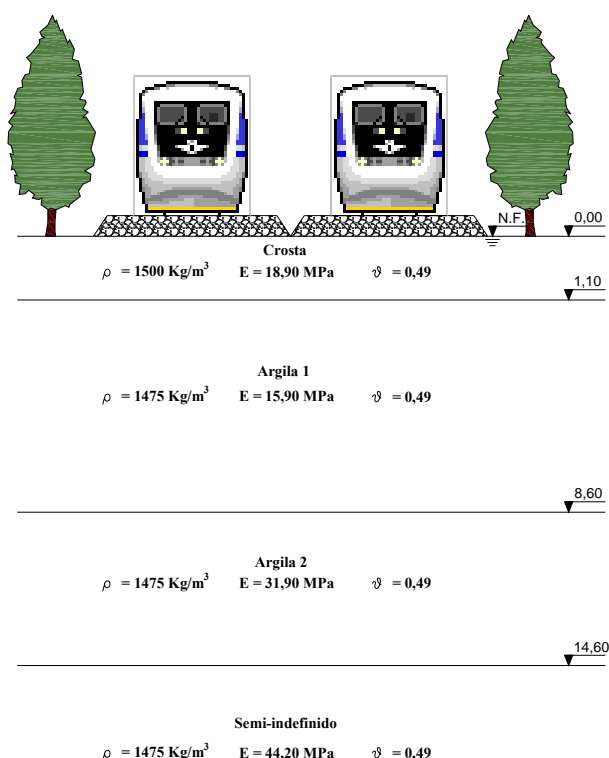 N.F. 0,00
Crosta
ρ = 1500 Kg/m³ E = 18,90 MPa ϑ = 0,49
1,10
Argila 1
ρ = 1475 Kg/m³ E = 15,90 MPa ϑ = 0,49
8,60
Argila 2
ρ = 1475 Kg/m³ E = 31,90 MPa ϑ = 0,49
14,60
Semi-indefinido
ρ = 1475 Kg/m³ E = 44,20 MPa ϑ = 0,49